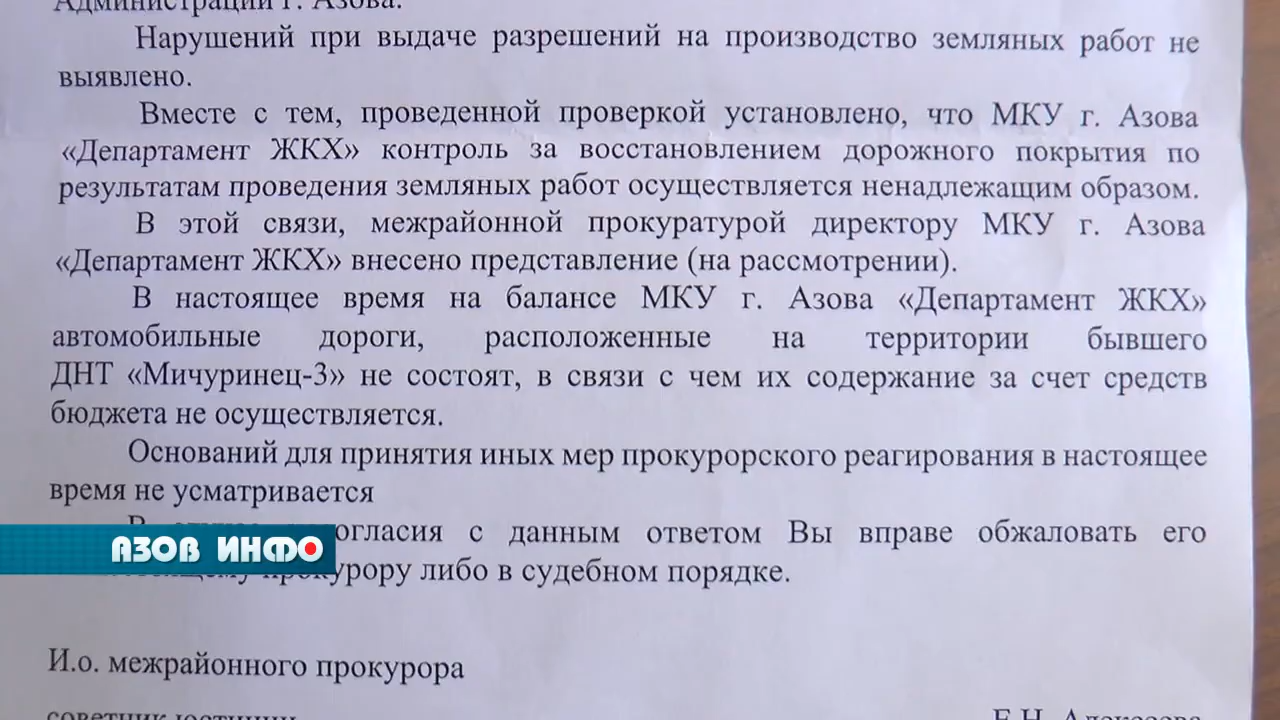 Администрации г. Азова.
Нарушений при выдаче разрешений на производство земляных работ не
выявлено.
Вместе с тем, проведенной проверкой установлено, что МКУ г. Азова
«Департамент ЖКХ» контроль за восстановлением дорожного покрытия по
результатам проведения земляных работ осуществляется ненадлежащим образом.
В этой связи, межрайонной прокуратурой директору МКУ г. Азова
«Департамент ЖКХ» внесено представление (на рассмотрении).
В настоящее время на балансе МКУ г. Азова «Департамент ЖКХ»
автомобильные дороги, расположенные на территории бывшего
ДНТ «Мичуринец-3» не состоят, в связи с чем их содержание за счет средств
бюджета не осуществляется.
Оснований для принятия иных мер прокурорского реагирования в настоящее
время не усматривается
с данным ответом Вы вправе обжаловать его
прокурору либо в судебном порядке.
АЗОВ ИНФО
И.о. межрайонного прокурора
советник юстиции